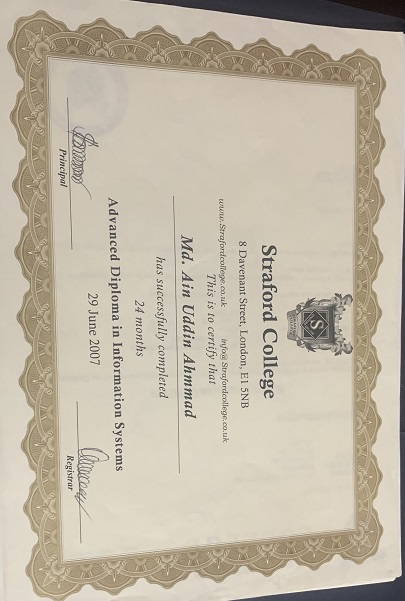 S
Straford College
8 Davenant Street, London, E1 5NB
www.Strafordcollege.co.uk info@Strafordcollege.co.uk
This is to certify that
Md. Ain Uddin Ahmmad
has successfully completed
24 months
Advanced Diploma in Information Systems
29 June 2007
Principal
Registrar